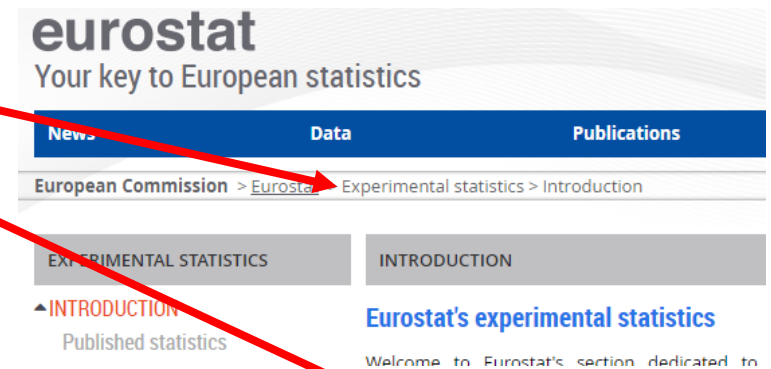 eurostat
Your key to European statistics
News Data Publications
European Commission > Eurostat > Experimental statistics > Introduction
EXPERIMENTAL STATISTICS INTRODUCTION
INTRODUCTION
Published statistics
Eurostat's experimental statistics
Welcome to Eurostat's section dedicated to